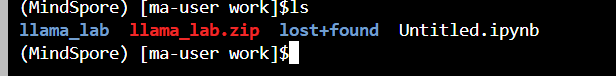 (MindSpore) [ma-user work]$ls
llama_lab  llama_lab.zip  lost+found  Untitled.ipynb
(MindSpore) [ma-user work]$